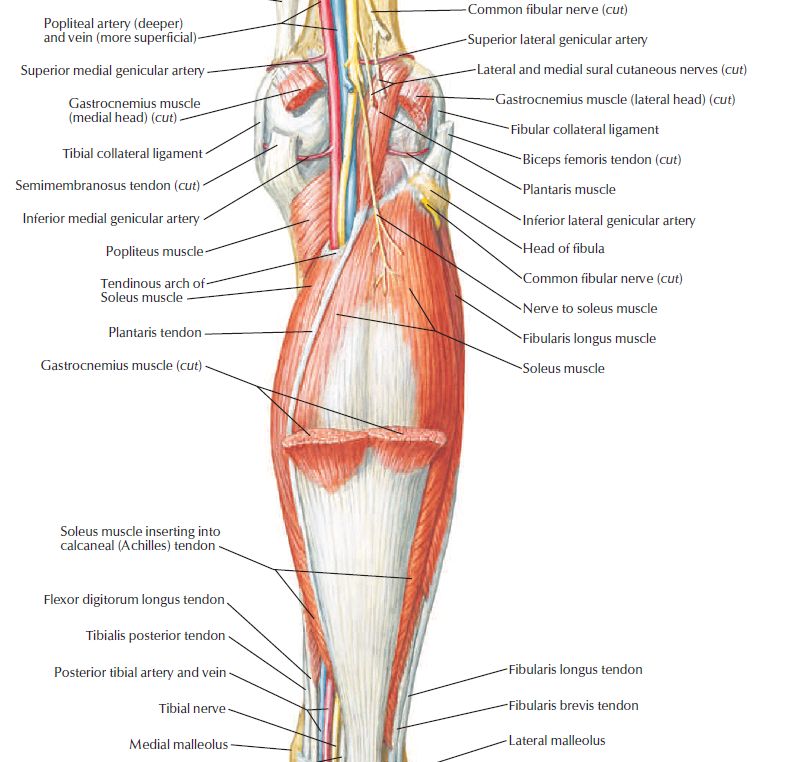 Popliteal artery (deeper)
and vein (more superficial)
Superior medial genicular artery
Gastrocnemius muscle
(medial head) (cut)
Tibial collateral ligament
Semimembranosus tendon (cut)
Inferior medial genicular artery
Popliteus muscle
Tendinous arch of
Soleus muscle
Plantaris tendon
Gastrocnemius muscle (cut)
Soleus muscle inserting into
calcaneal (Achilles) tendon
Flexor digitorum longus tendon
Tibialis posterior tendon
Posterior tibial artery and vein
Tibial nerve
Medial malleolus
Common fibular nerve (cut)
Superior lateral genicular artery
Lateral and medial sural cutaneous nerves (cut)
Gastrocnemius muscle (lateral head) (cut)
Fibular collateral ligament
Biceps femoris tendon (cut)
Plantaris muscle
Inferior lateral genicular artery
Head of fibula
Common fibular nerve (cut)
Nerve to soleus muscle
Fibularis longus muscle
Soleus muscle
Fibularis longus tendon
Fibularis brevis tendon
Lateral malleolus